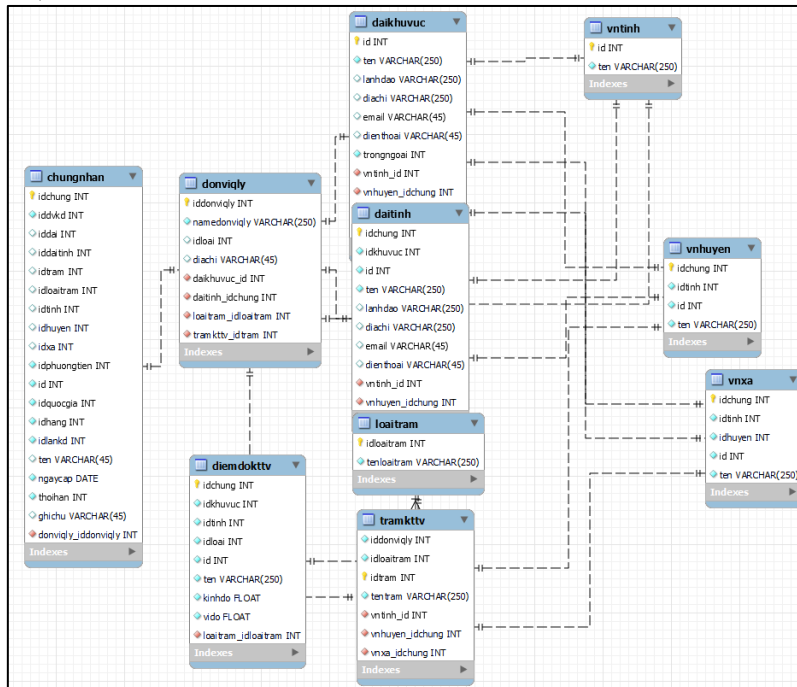 daikhuvuc
id INT
ten VARCHAR(250)
lanhdao VARCHAR(250)
diachi VARCHAR(250)
email VARCHAR(45)
dienthoai VARCHAR(45)
trongngoai INT
vntinh_id INT
vnhuyen_idchung INT
vntinh
id INT
ten VARCHAR(250)
Indexes
chungnhan
idchung INT
iddvkd INT
iddai INT
iddaitinh INT
idtram INT
idloaitram INT
idtinh INT
idhuyen INT
idxa INT
idphuongtien INT
id INT
idquocgia INT
idhang INT
idlankd INT
ten VARCHAR(45)
ngaycap DATE
thoihan INT
ghichu VARCHAR(45)
donviqly_iddonviqly INT
Indexes
donviqly
iddonviqly INT
namedonviqly VARCHAR(250)
idloai INT
diachi VARCHAR(45)
daikhuvuc_id INT
daitinh_idchung INT
loaitram_idloaitram INT
tramkttv_idtram INT
Indexes
daitinh
idchung INT
idkhuvuc INT
id INT
ten VARCHAR(250)
lanhdao VARCHAR(250)
diachi VARCHAR(250)
email VARCHAR(45)
dienthoai VARCHAR(250)
vntinh_id INT
vnhuyen_idchung INT
vnhuyen
idchung INT
idtinh INT
id INT
ten VARCHAR(250)
Indexes
vnxa
idchung INT
idtinh INT
idhuyen INT
id INT
ten VARCHAR(250)
Indexes
loaitram
idloaitram INT
tenloaitram VARCHAR(250)
Indexes
diemdokttv
idchung INT
idkhuvuc INT
idtinh INT
idloai INT
id INT
ten VARCHAR(250)
kinhdo FLOAT
vido FLOAT
loaitram_idloaitram INT
Indexes
tramkttv
iddonviqly INT
idloaitram INT
idtram INT
tentram VARCHAR(250)
vntinh_id INT
vnhuyen_idchung INT
vnxa_idchung INT
Indexes